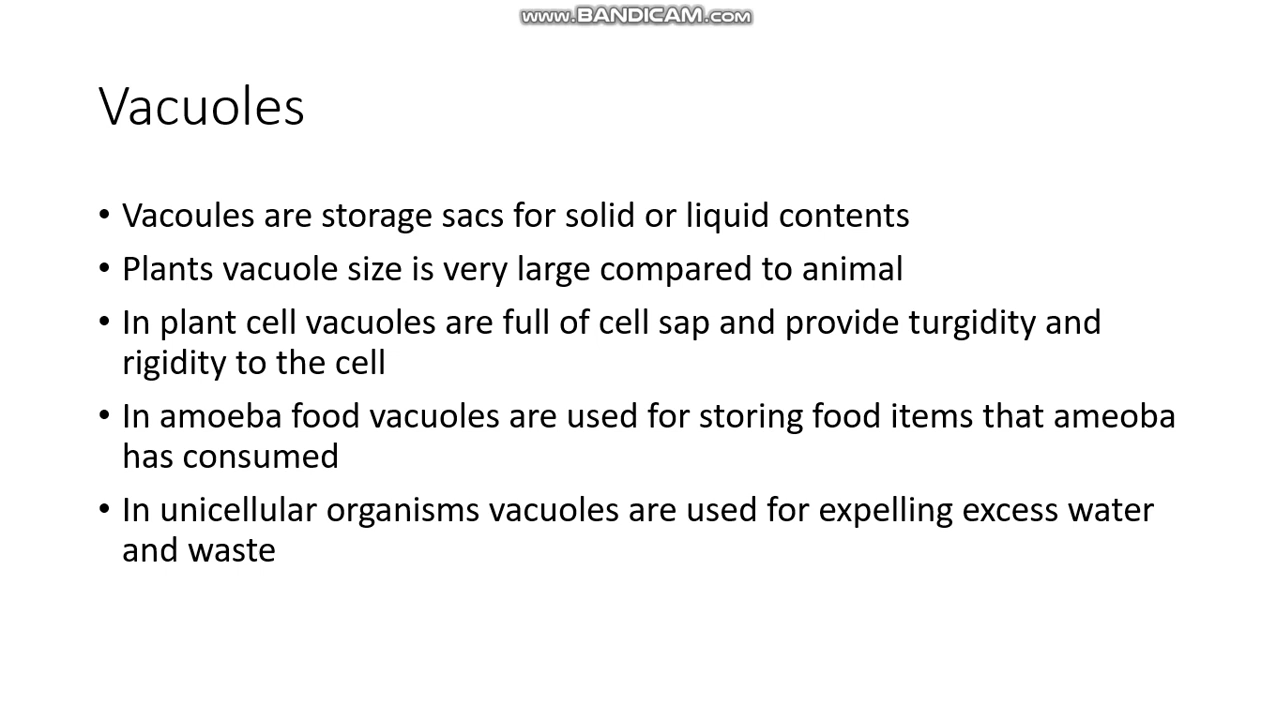 www.BANDICAM.com
Vacuoles
• Vacoules are storage sacs for solid or liquid contents
• Plants vacuole size is very large compared to animal
• In plant cell vacuoles are full of cell sap and provide turgidity and
rigidity to the cell
• In amoeba food vacuoles are used for storing food items that ameoba
has consumed
• In unicellular organisms vacuoles are used for expelling excess water
and waste